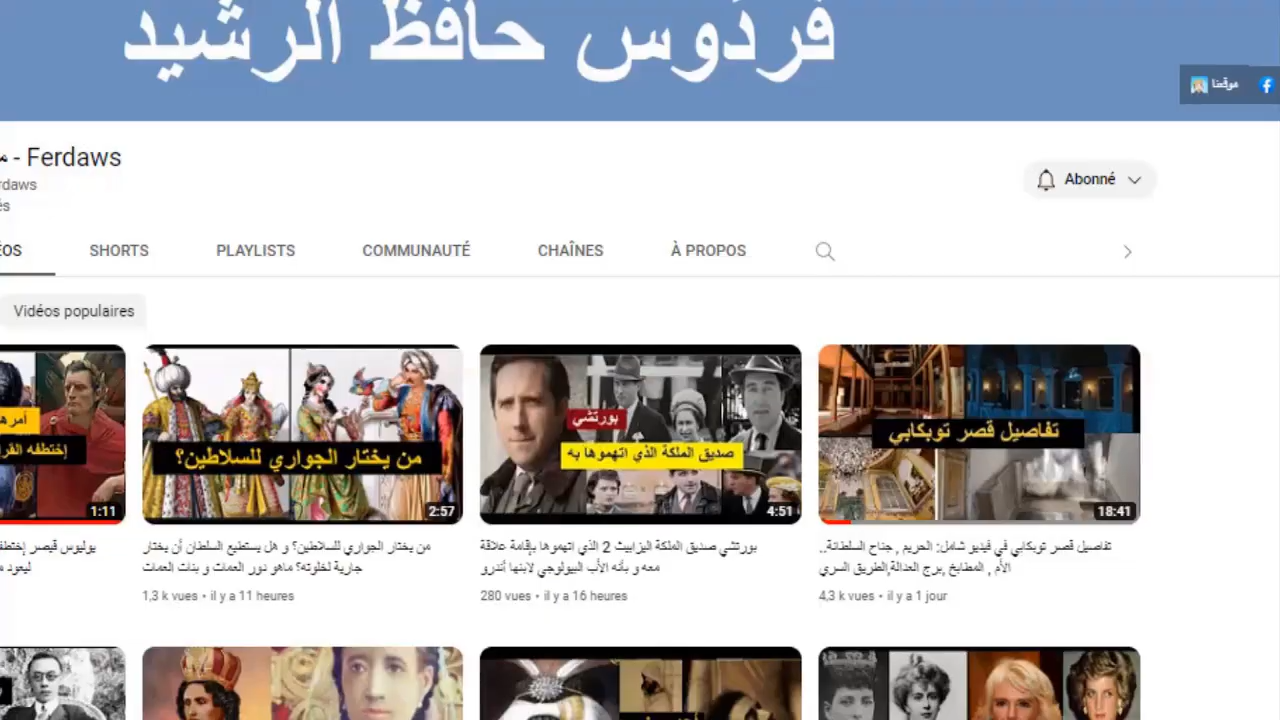 فردوس حافظ الرشيد
موقعنا
- Ferdaws
rdaws
és
ÉOS SHORTS PLAYLISTS COMMUNAUTÉ CHAÎNES À PROPOS
Abonné
Vidéos populaires
أمره
إختطفه القرا
1:11
من يختار الجواري للسلاطين؟
2:57
بورتشي
صديق الملكة الذي اتهموها به
4:51
تفاصيل قصر توبكابي
18:41
يوليوس قيصر إختطفه
ليعود
من يختار الجواري للسلاطين؟ و هل يستطيع السلطان أن يختار
جارية لخلوته؟ ماهو دور العمات و بنات العمات
1,3 k vues • il y a 11 heures
بورتشي صديق الملكة اليزابيث 2 الذي اتهموها بإقامة علاقة
معه و بأنه الأب البيولوجي لابنها أندرو
280 vues • il y a 16 heures
تفاصيل قصر توبكابي في فيديو شامل: الحريم , جناح السلطانة..
الأم , المطابخ ,برج العدالة,الطريق السري
4,3 k vues • il y a 1 jour